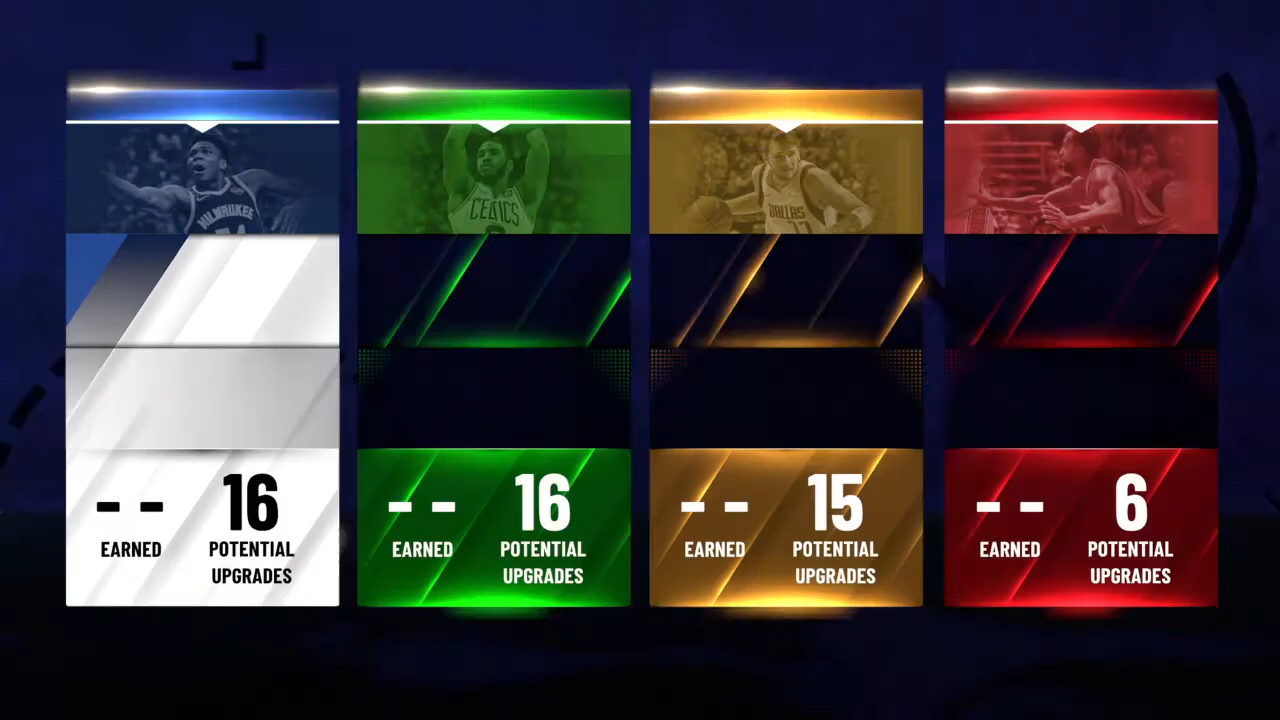 MILWAUKEE
CELTICS
DALLAS
- - 16
EARNED POTENTIAL
UPGRADES
- - 16
EARNED POTENTIAL
UPGRADES
- - 15
EARNED POTENTIAL
UPGRADES
- - 6
EARNED POTENTIAL
UPGRADES